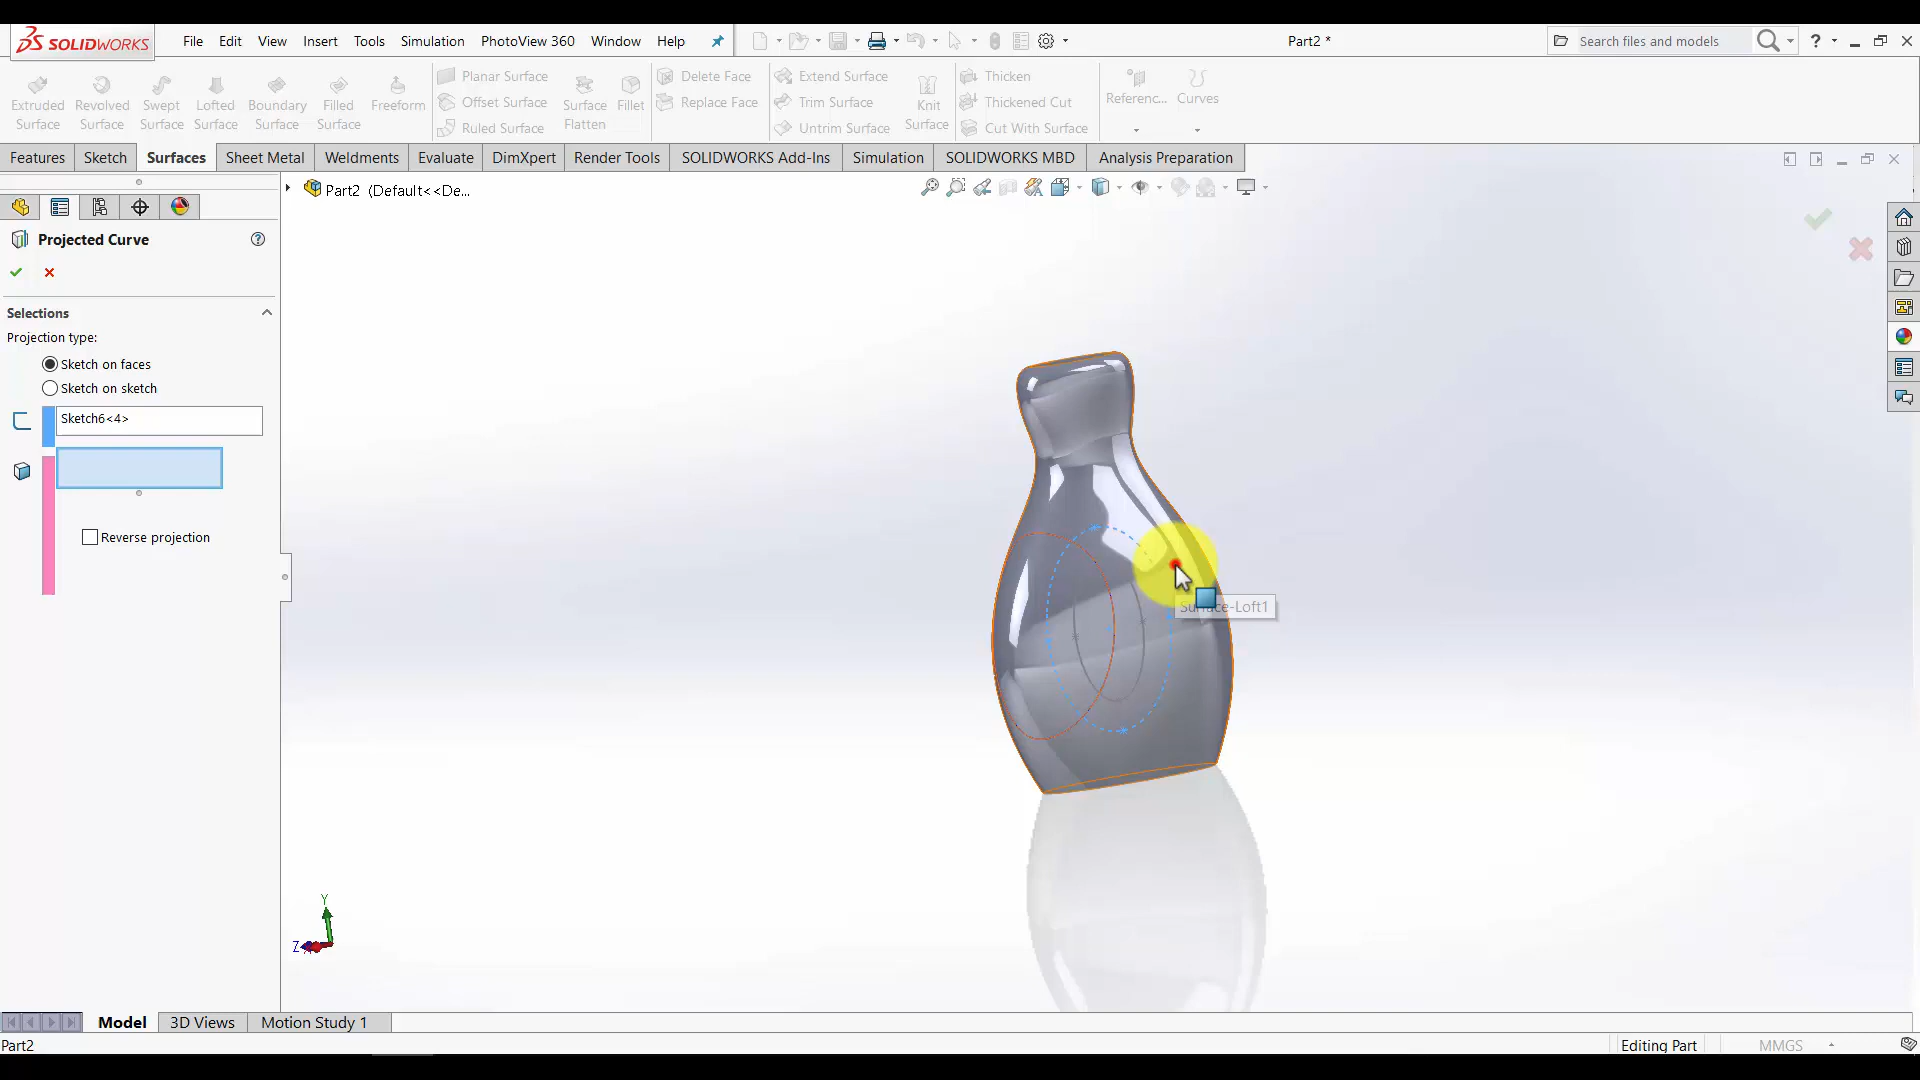 SOLIDWORKS
File Edit View Insert Tools Simulation PhotoView 360 Window Help
Part2 *
Search files and models
Extruded Surface
Revolved Surface
Swept Surface
Lofted Surface
Boundary Surface
Filled Surface
Freeform
Planar Surface
Offset Surface
Ruled Surface
Surface Flatten
Fillet
Delete Face
Replace Face
Extend Surface
Trim Surface
Untrim Surface
Knit Surface
Thicken
Thickened Cut
Cut With Surface
Referenc...
Curves
Features Sketch Surfaces Sheet Metal Weldments Evaluate DimXpert Render Tools SOLIDWORKS Add-Ins Simulation SOLIDWORKS MBD Analysis Preparation
Part2 (Default<<De...
Projected Curve
Selections
Projection type:
Sketch on faces
Sketch on sketch
Sketch6<4>
Reverse projection
Surface-Loft1
Y
Z
Model 3D Views Motion Study 1
Part2
Editing Part
MMGS